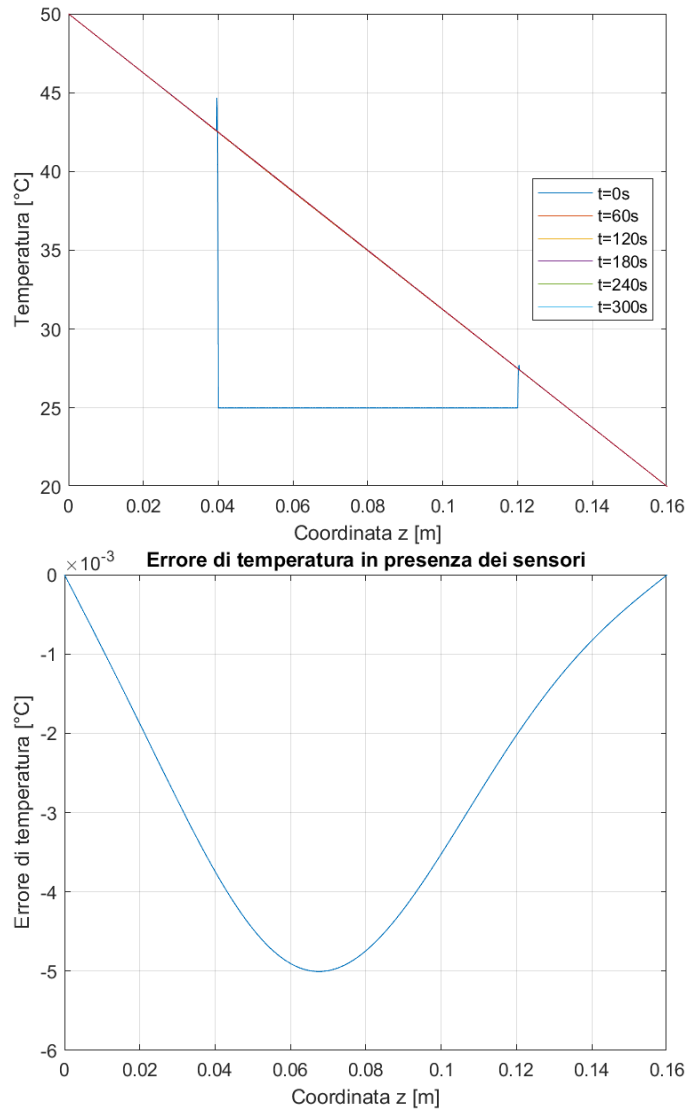 50
45
40
35
30
25
20
Temperatura [°C]
t=0s
t=60s
t=120s
t=180s
t=240s
t=300s
0 0.02 0.04 0.06 0.08 0.1 0.12 0.14 0.16
Coordinata z [m]
×10-3
Errore di temperatura in presenza dei sensori
0
-1
-2
-3
-4
-5
-6
Errore di temperatura [°C]
0 0.02 0.04 0.06 0.08 0.1 0.12 0.14 0.16
Coordinata z [m]